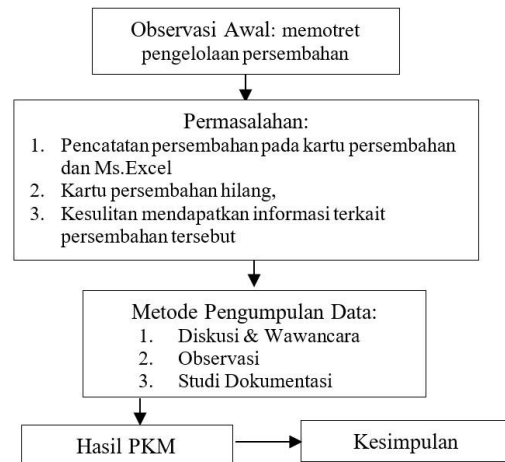 Observasi Awal: memotret
pengelolaan persembahan
Permasalahan:
1. Pencatatan persembahan pada kartu persembahan
dan Ms.Excel
2. Kartu persembahan hilang,
3. Kesulitan mendapatkan informasi terkait
persembahan tersebut
Metode Pengumpulan Data:
1. Diskusi & Wawancara
2. Observasi
3. Studi Dokumentasi
Hasil PKM
Kesimpulan